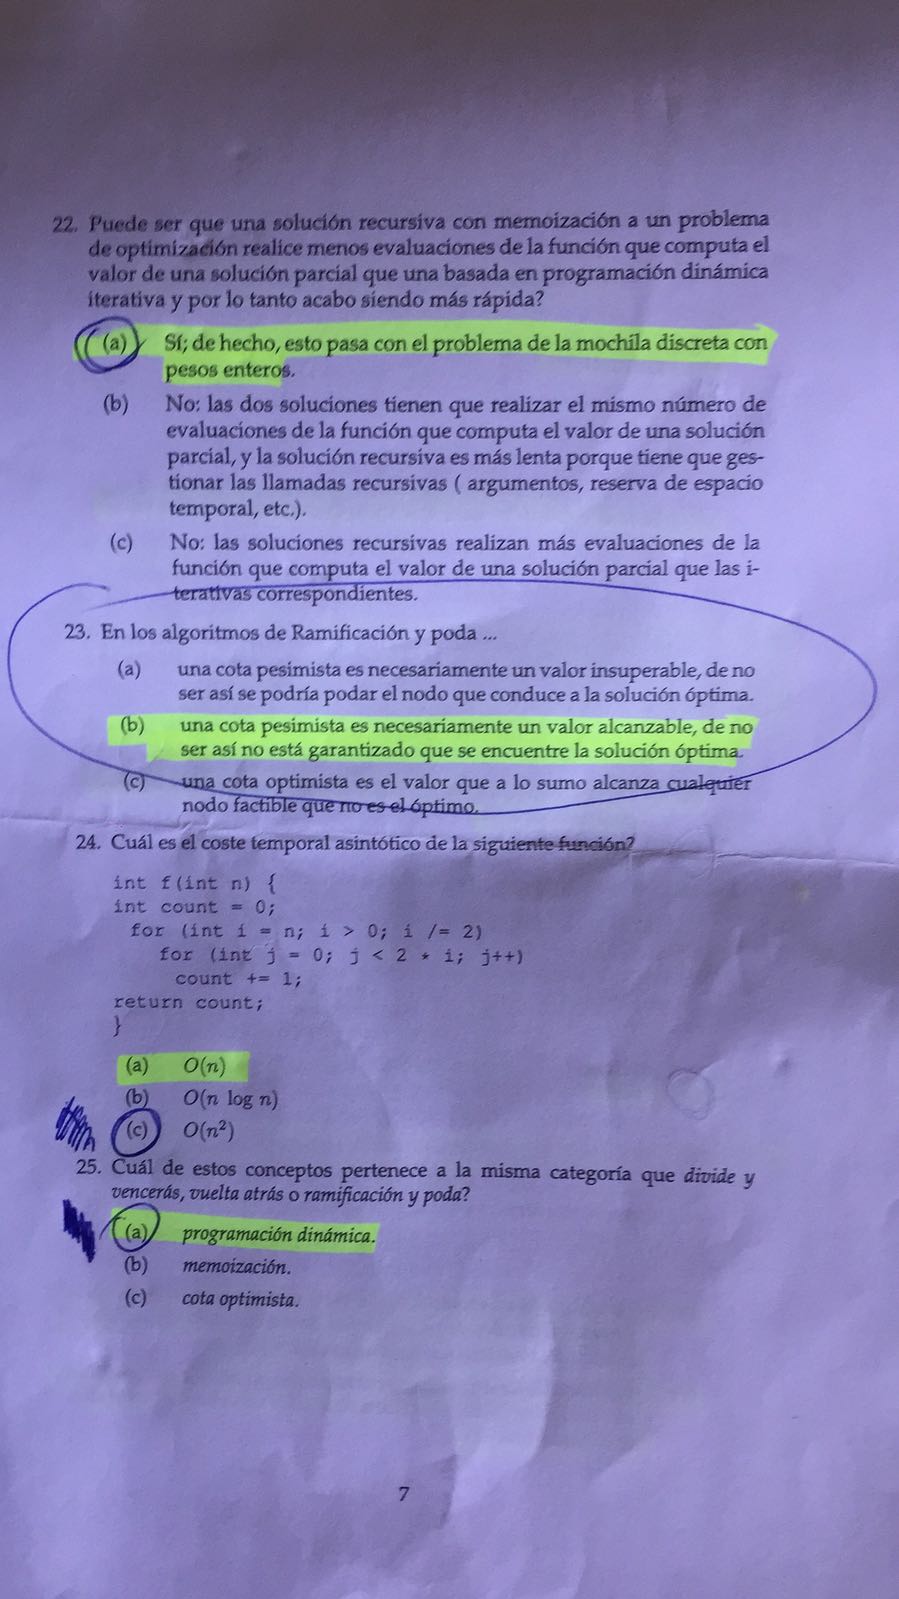 22. Puede ser que una solución recursiva con memoización a un problema
de optimización realice menos evaluaciones de la función que computa el
valor de una solución parcial que una basada en programación dinámica
iterativa y por lo tanto acabo siendo más rápida?
(a) Sí; de hecho, esto pasa con el problema de la mochila discreta con
pesos enteros.
(b) No: las dos soluciones tienen que realizar el mismo número de
evaluaciones de la función que computa el valor de una solución
parcial, y la solución recursiva es más lenta porque tiene que ges-
tionar las llamadas recursivas ( argumentos, reserva de espacio
temporal, etc.).
(c) No: las soluciones recursivas realizan más evaluaciones de la
función que computa el valor de una solución parcial que las i-
terativas correspondientes.
23. En los algoritmos de Ramificación y poda ...
(a) una cota pesimista es necesariamente un valor insuperable, de no
ser así se podría podar el nodo que conduce a la solución óptima.
(b) una cota pesimista es necesariamente un valor alcanzable, de no
ser así no está garantizado que se encuentre la solución óptima.
(c) una cota optimista es el valor que a lo sumo alcanza cualquier
nodo factible que no es el óptimo.
24. Cuál es el coste temporal asintótico de la siguiente función?
int f(int n) {
int count = 0;
for (int i = n; i > 0; i /= 2)
for (int j = 0; j < 2 * i; j++)
count += 1;
return count;
}
(a) O(n)
(b) O(n log n)
(c) O(n²)
25. Cuál de estos conceptos pertenece a la misma categoría que divide y
vencerás, vuelta atrás o ramificación y poda?
(a) programación dinámica.
(b) memoización.
(c) cota optimista.
7